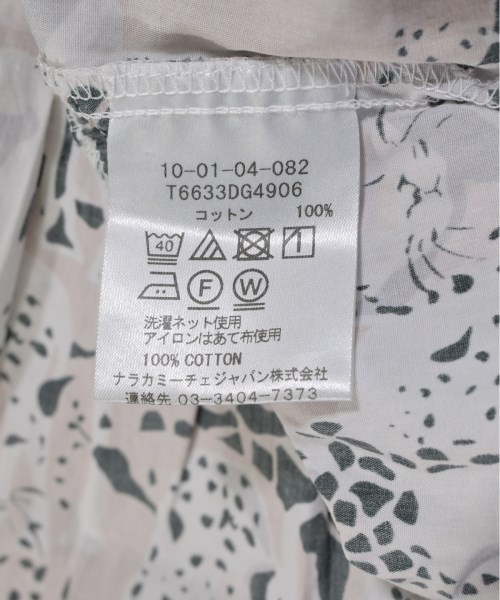 10-01-04-082
T6633DG4906
コットン 100%
40
1
F W
洗濯ネット使用
アイロンはあて布使用
100% COTTON
ナラカミーチェジャパン株式会社
連絡先 03-3404-7373